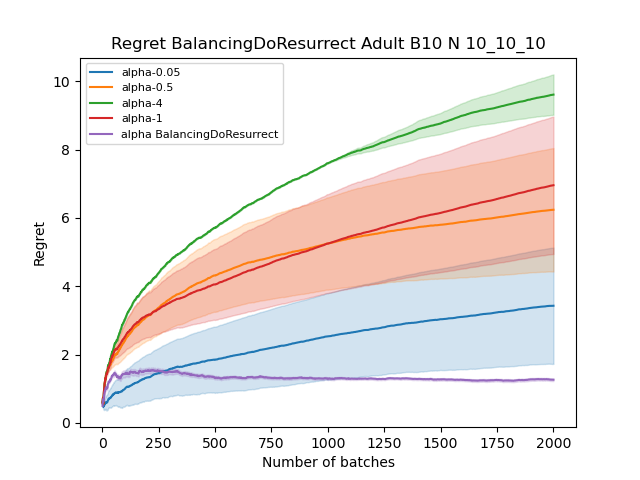 Regret BalancingDoResurrect Adult B10 N 10_10_10
alpha-0.05
alpha-0.5
alpha-4
alpha-1
alpha BalancingDoResurrect
Regret
10
8
6
4
2
0
0 250 500 750 1000 1250 1500 1750 2000
Number of batches